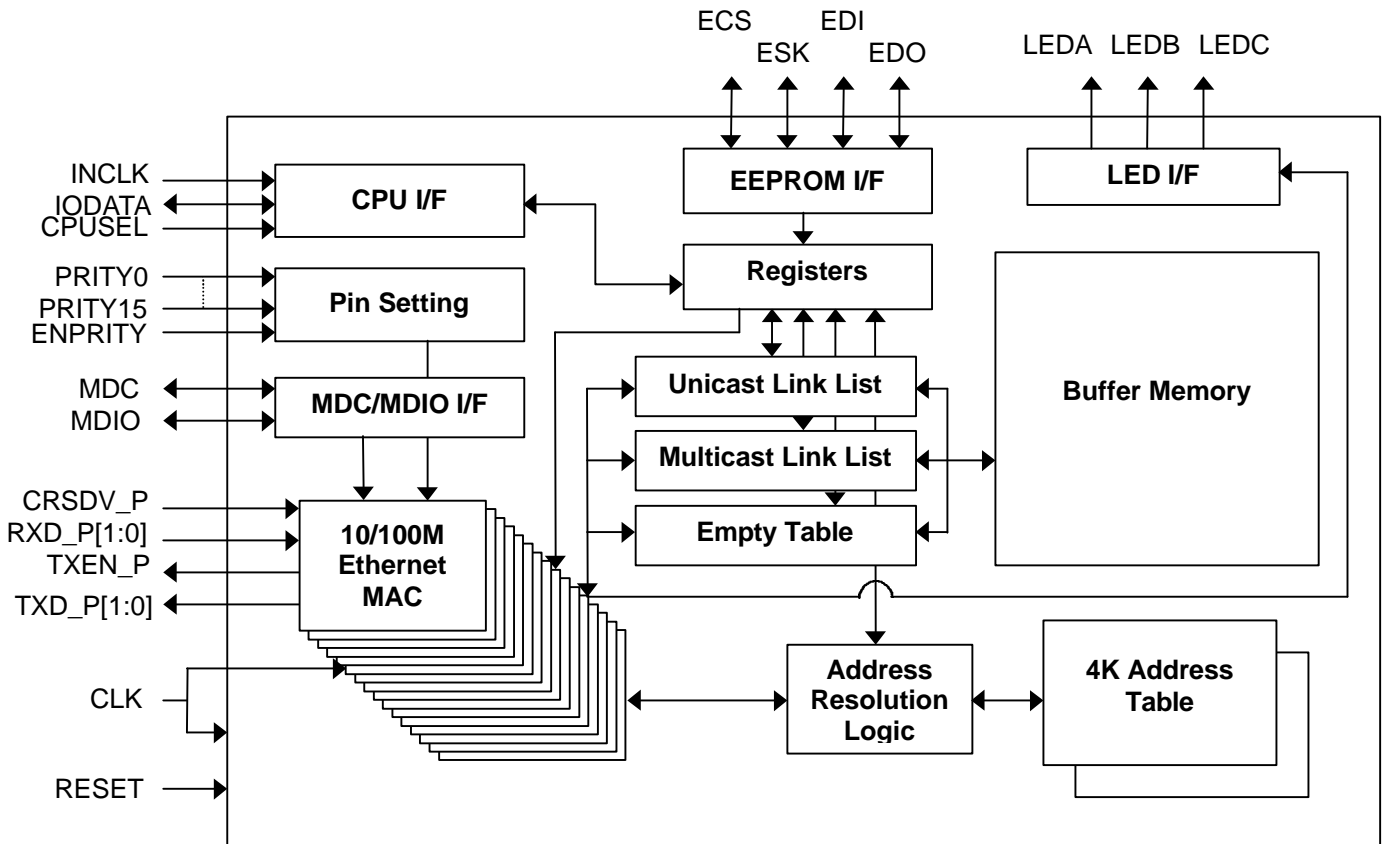 ECS
EDI
ESK
EDO
LEDA
LEDB
LEDC
INCLK
IODATA
CPUSEL
CPU I/F
EEPROM I/F
LED I/F
PRITY0
PRITY15
ENPRITY
Pin Setting
Registers
MDC
MDIO
MDC/MDIO I/F
Unicast Link List
Multicast Link List
Empty Table
Buffer Memory
CRSDV_P
RXD_P[1:0]
TXEN_P
TXD_P[1:0]
10/100M
Ethernet
MAC
CLK
RESET
Address
Resolution
Logic
4K Address
Table